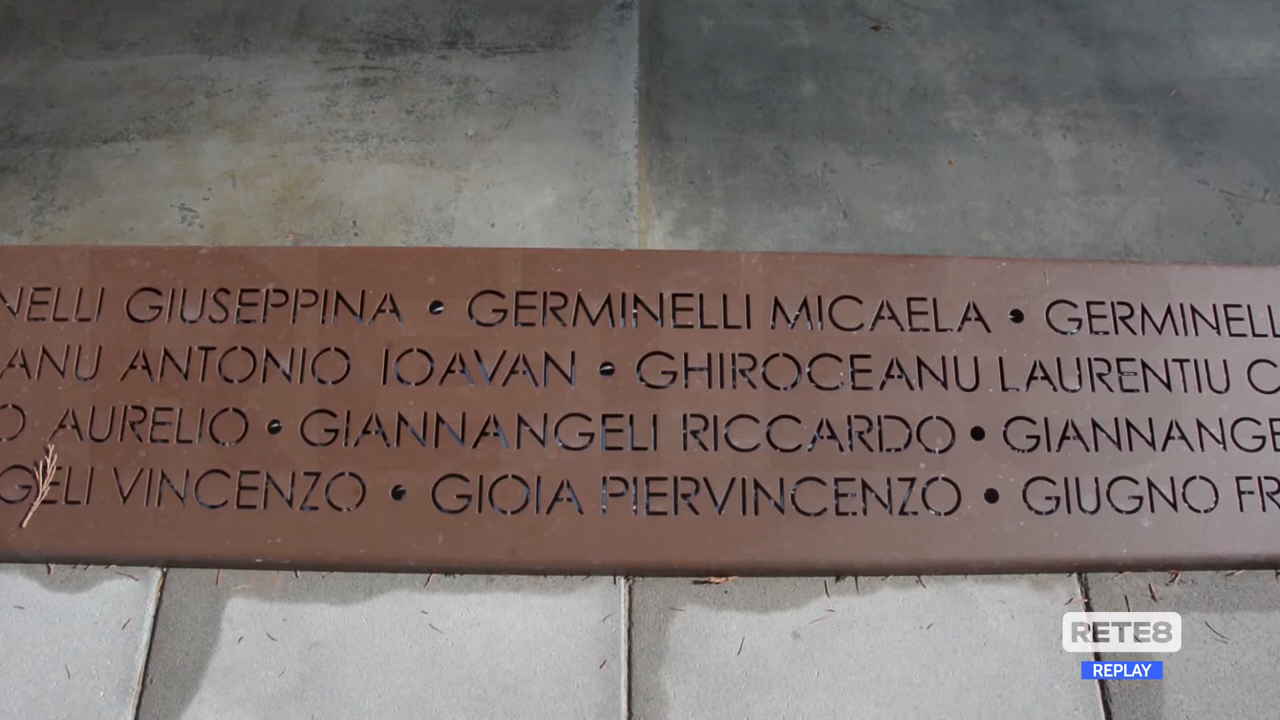 NELLI GIUSEPPINA • GERMINELLI MICAELA • GERMINELL
ANU ANTONIO IOAVAN • GHIROCEANU LAURENTIU C
O AURELIO • GIANNANGELI RICCARDO • GIANNANGE
GELI VINCENZO • GIOIA PIERVINCENZO • GIUGNO FR
RETE8
REPLAY